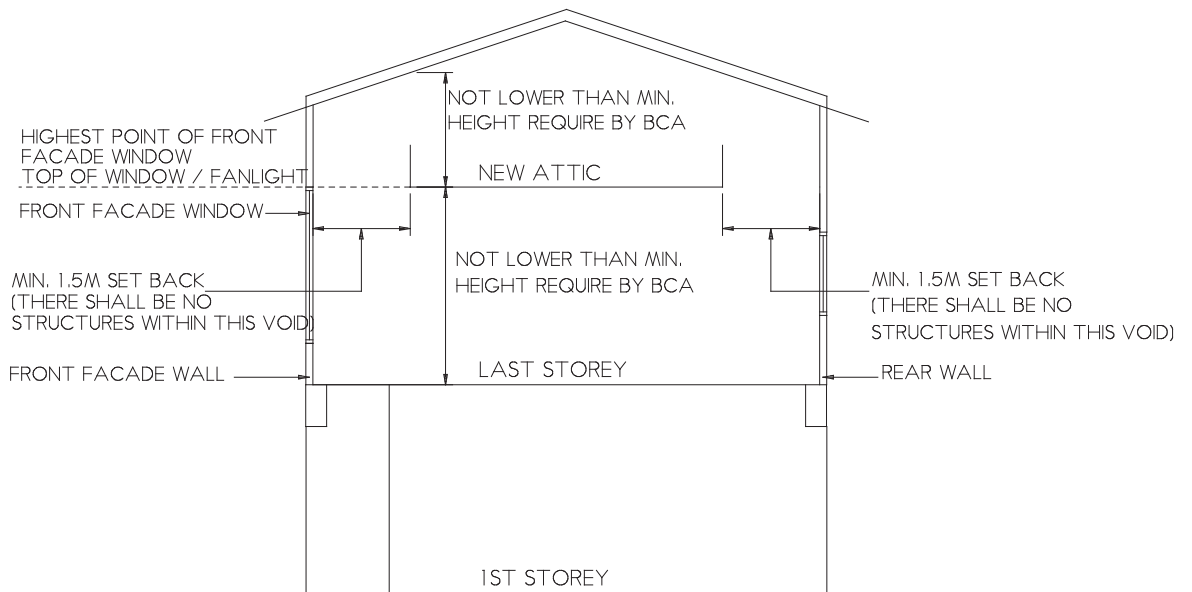 NOT LOWER THAN MIN.
HEIGHT REQUIRE BY BCA
HIGHEST POINT OF FRONT
FACADE WINDOW
TOP OF WINDOW / FANLIGHT
NEW ATTIC
FRONT FACADE WINDOW
NOT LOWER THAN MIN.
HEIGHT REQUIRE BY BCA
MIN. 1.5M SET BACK
(THERE SHALL BE NO
STRUCTURES WITHIN THIS VOID)
MIN. 1.5M SET BACK
(THERE SHALL BE NO
STRUCTURES WITHIN THIS VOID)
FRONT FACADE WALL
LAST STOREY
REAR WALL
1ST STOREY